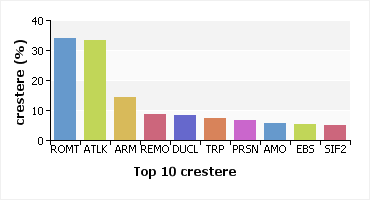 40
30
20
10
0
crestere (%)
ROMT ATLK ARM REMO DUCL TRP PRSN AMO EBS SIF2
Top 10 crestere